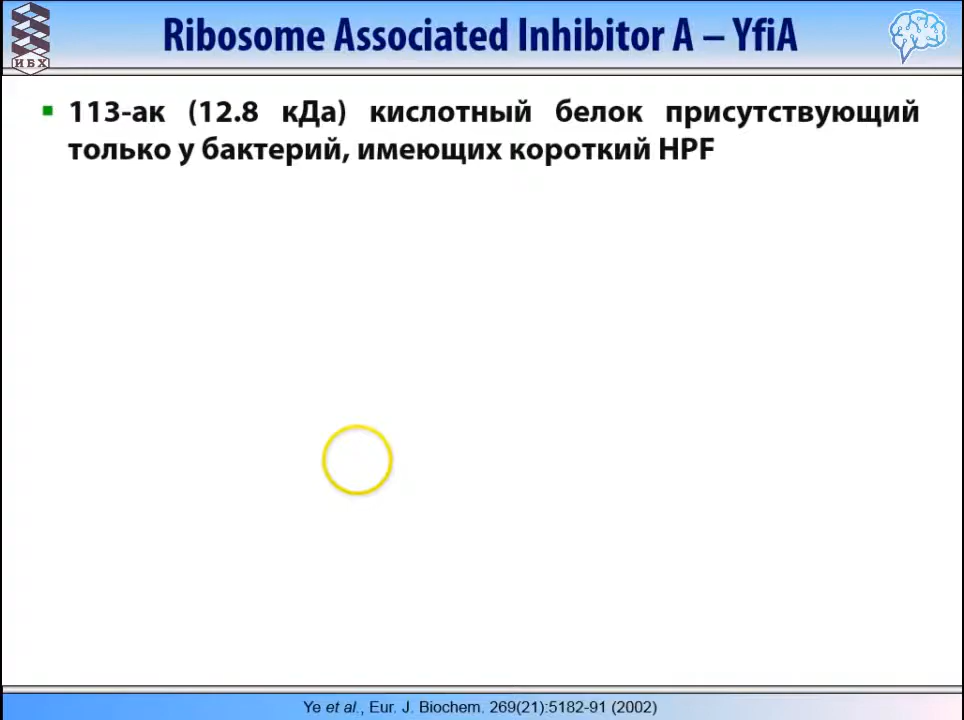 ИБХ
Ribosome Associated Inhibitor A – YfiA
113-ак (12.8 кДа) кислотный белок присутствующий
только у бактерий, имеющих короткий HPF
Ye et al., Eur. J. Biochem. 269(21):5182-91 (2002)